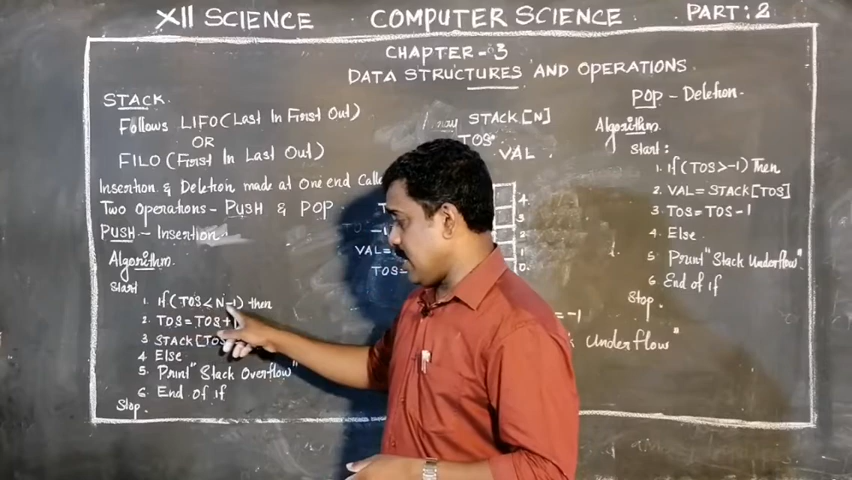 XII SCIENCE COMPUTER SCIENCE PART: 2
CHAPTER - 3
DATA STRUCTURES AND OPERATIONS
STACK
Follows LIFO (Last In First Out)
OR
FILO (First In Last Out)
Insertion & Deletion made at One end
Two Operations - PUSH & POP
PUSH - Insertion
Algorithm
Start
1. If (TOS < N-1) then
2. TOS = TOS +
3 STACK [TOS
4 Else
5. Print "Stack Overflow"
6. End of if
Stop.
STACK [N]
TOS
VAL
4
3
2
1
0
-1
VAL =
TOS =
= -1
Underflow"
POP - Deletion
Algorithm
Start:
1. If (TOS > -1) Then
2. VAL = STACK [TOS]
3. TOS = TOS - 1
4. Else
5. Print "Stack Underflow"
6 End of if
Stop